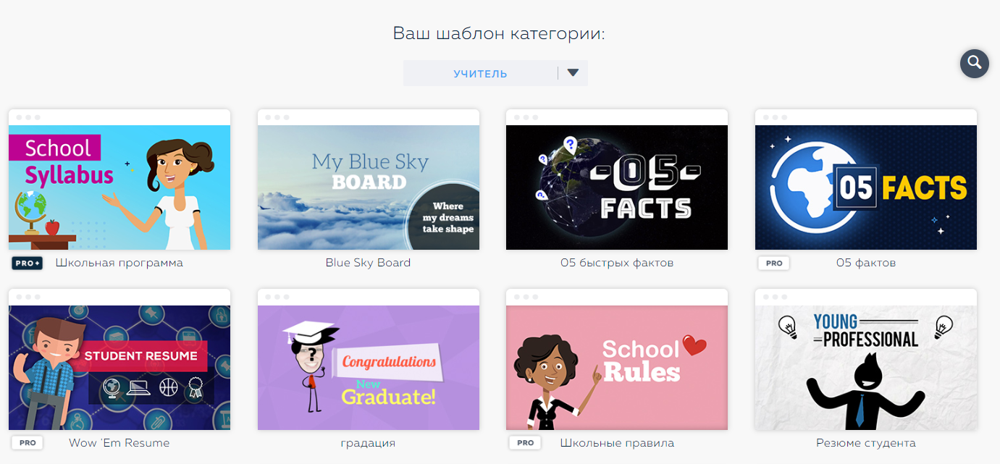 Ваш шаблон категории:
УЧИТЕЛЬ
School
Syllabus
My Blue Sky
BOARD
Where
my dreams
take shape
-05-
FACTS
05 FACTS
PRO+ Школьная программа
Blue Sky Board
05 быстрых фактов
PRO 05 фактов
STUDENT RESUME
Congratulations
New
Graduate!
School
Rules
YOUNG
PROFESSIONAL
PRO Wow 'Em Resume
градация
PRO Школьные правила
Резюме студента